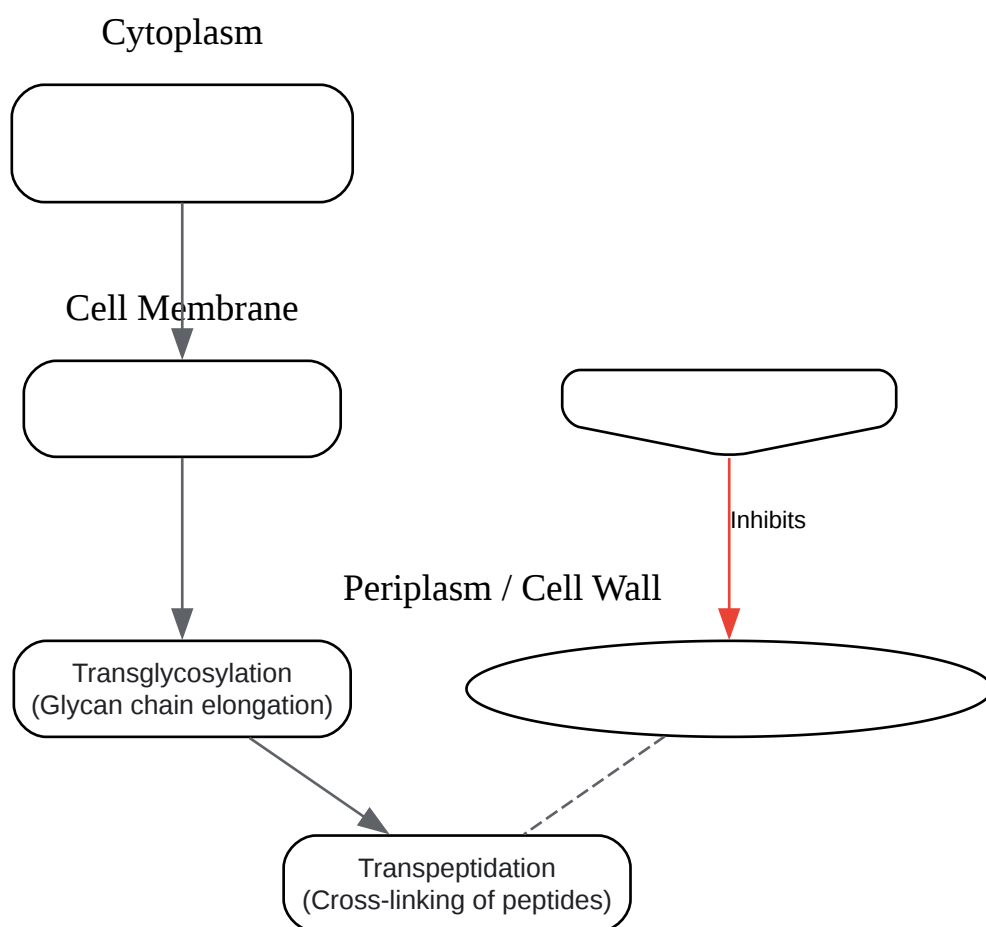 Cytoplasm
Cell Membrane
Inhibits
Periplasm / Cell Wall
Transglycosylation
(Glycan chain elongation)
Transpeptidation
(Cross-linking of peptides)